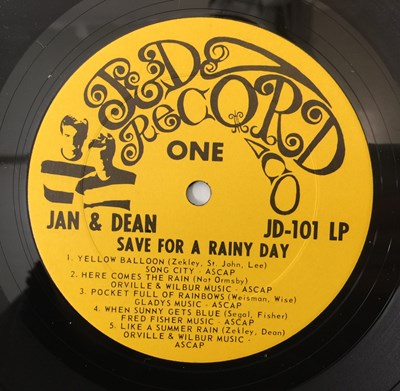 J&D
RECORD CO
ONE
JAN & DEAN
JD-101 LP
SAVE FOR A RAINY DAY
1. YELLOW BALLOON (Zekley, St. John, Lee)
SONG CITY - ASCAP
2. HERE COMES THE RAIN (Nat Ormsby)
ORVILLE & WILBUR MUSIC - ASCAP
3. POCKET FULL OF RAINBOWS (Weisman, Wise)
GLADYS MUSIC - ASCAP
4. WHEN SUNNY GETS BLUE (Segal, Fisher)
FRED FISHER MUSIC - ASCAP
5. LIKE A SUMMER RAIN (Zekley, Dean)
ORVILLE & WILBUR MUSIC -
ASCAP